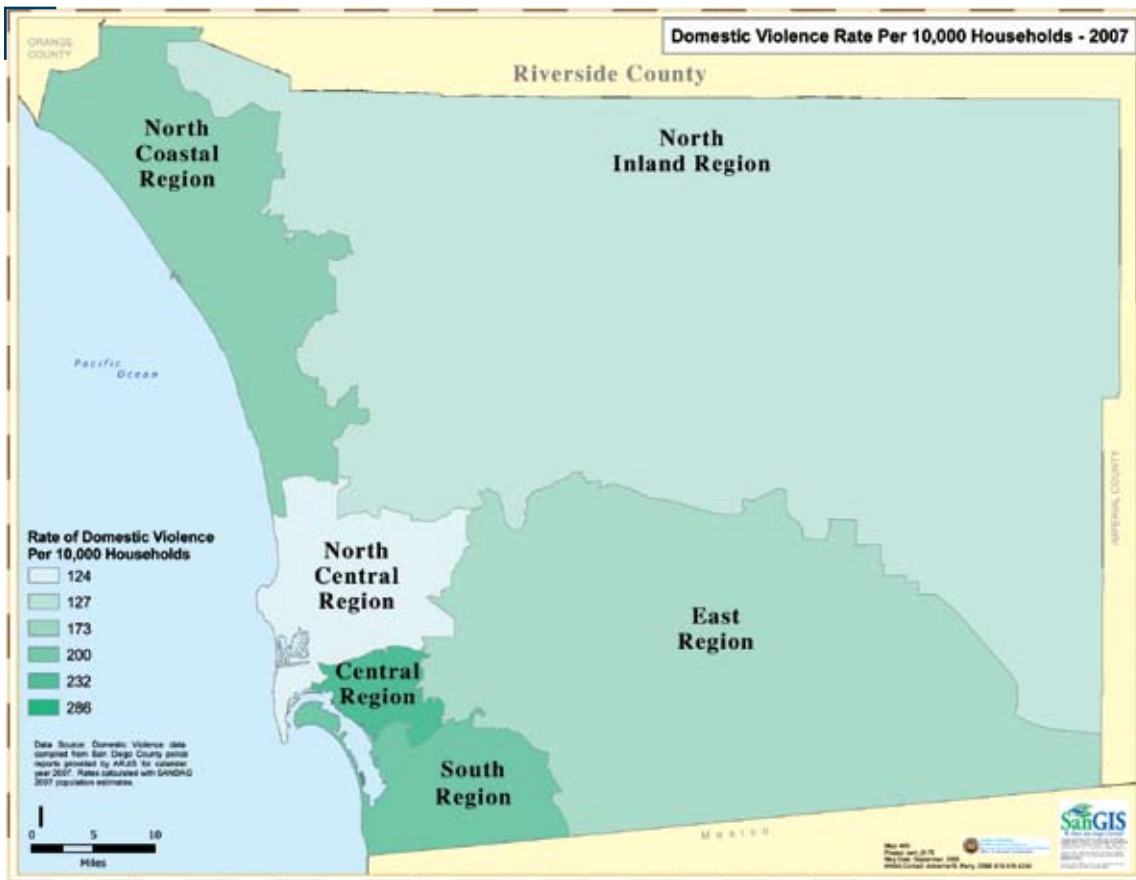 Domestic Violence Rate Per 10,000 Households - 2007
ORANGE
COUNTY
Riverside County
North
Coastal
Region
North
Inland Region
Pacific
Ocean
IMPERIAL COUNTY
Rate of Domestic Violence
Per 10,000 Households
124
127
173
200
232
286
North
Central
Region
East
Region
Central
Region
South
Region
Data Source: Domestic Violence data
compiled from San Diego County police
reports provided by ARJIS for calendar
year 2007. Rates calculated with SANDAG
2007 population estimates.
0 5 10
Miles
Mexico
SanGIS